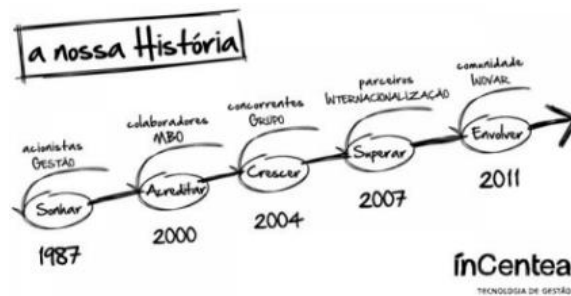 a nossa História
acionistas
GESTÃO
Sonhar
1987
colaboradores
MBO
Acreditar
2000
concorrentes
GRUPO
Crescer
2004
parceiros
INTERNACIONALIZAÇÃO
Superar
2007
comunidade
INOVAR
Envolver
2011
inCentea
TECNOLOGIA DE GESTÃO